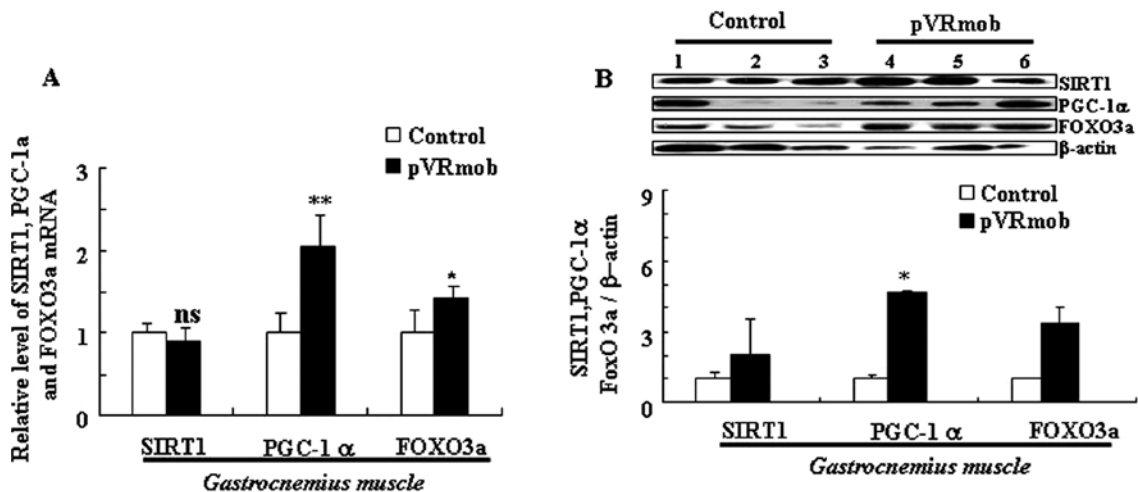 A
Control
pVRmob
Relative level of SIRT1, PGC-1a
and FOXO3a mRNA
3
2
1
0
ns
**
*
SIRT1
PGC-1 α
FOXO3a
Gastrocnemius muscle
B
Control
pVRmob
1 2 3 4 5 6
SIRT1
PGC-1α
FOXO3a
β-actin
Control
pVRmob
SIRT1,PGC-1α
FoxO 3a / β-actin
9
6
3
0
*
SIRT1
PGC-1 α
FOXO3a
Gastrocnemius muscle